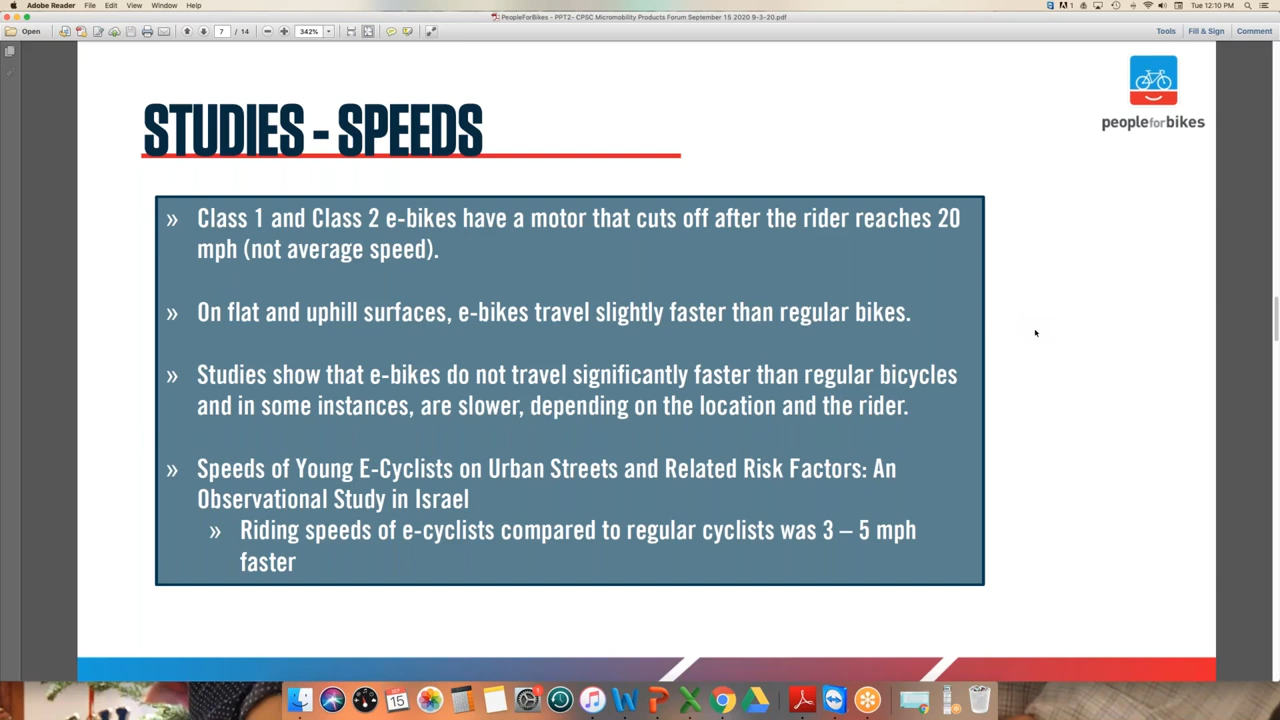 Adobe Reader File Edit View Window Help
1
Tue 12:10 PM
PeopleForBikes - PPT2- CPSC Micromobility Products Forum September 15 2020 9-3-20.pdf
Open
7 / 14
342%
Tools Fill & Sign Comment
peopleforbikes
STUDIES - SPEEDS
» Class 1 and Class 2 e-bikes have a motor that cuts off after the rider reaches 20
mph (not average speed).
» On flat and uphill surfaces, e-bikes travel slightly faster than regular bikes.
» Studies show that e-bikes do not travel significantly faster than regular bicycles
and in some instances, are slower, depending on the location and the rider.
» Speeds of Young E-Cyclists on Urban Streets and Related Risk Factors: An
Observational Study in Israel
» Riding speeds of e-cyclists compared to regular cyclists was 3 – 5 mph
faster